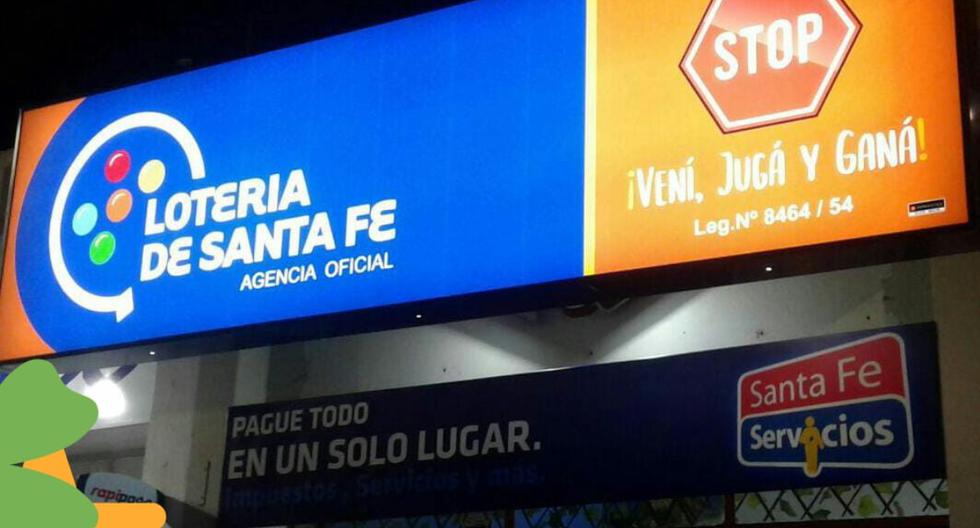 STOP
¡VENÍ, JUGÁ Y GANÁ!
Leg.Nº 8464 / 54
LOTERIA
DE SANTA FE
AGENCIA OFICIAL
PAGUE TODO
EN UN SOLO LUGAR.
Impuestos, Servicios y más.
Santa Fe
Servicios
rapipago